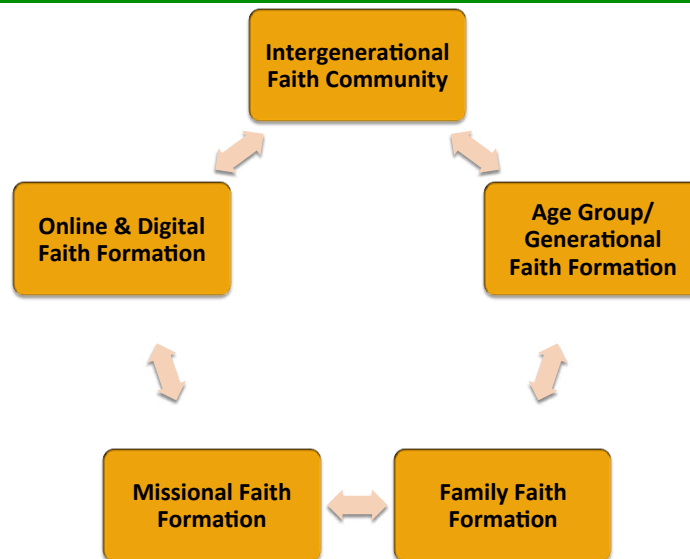 Intergenerational
Faith Community
Online & Digital
Faith Formation
Age Group/
Generational
Faith Formation
Missional Faith
Formation
Family Faith
Formation